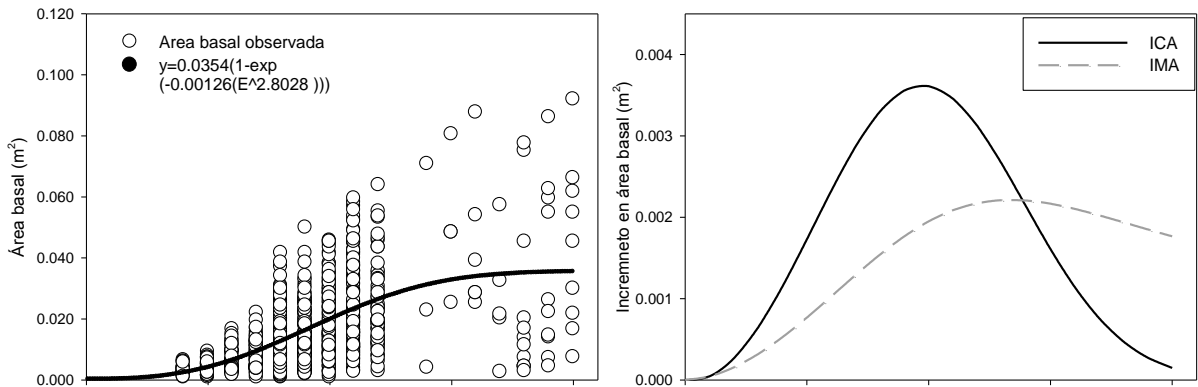 0.120
Area basal observada
y=0.0354(1-exp
(-0.00126(E^2.8028 )))
0.100
0.080
0.060
0.040
0.020
0.000
Área basal (m²)
ICA
IMA
0.004
0.003
0.002
0.001
0.000
Incremneto en área basal (m²)